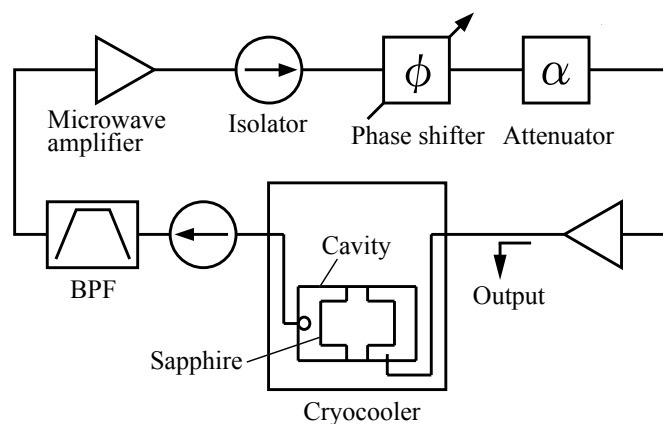 ϕ
α
Microwave
amplifier
Isolator
Phase shifter
Attenuator
Cavity
BPF
Output
Sapphire
Cryocooler